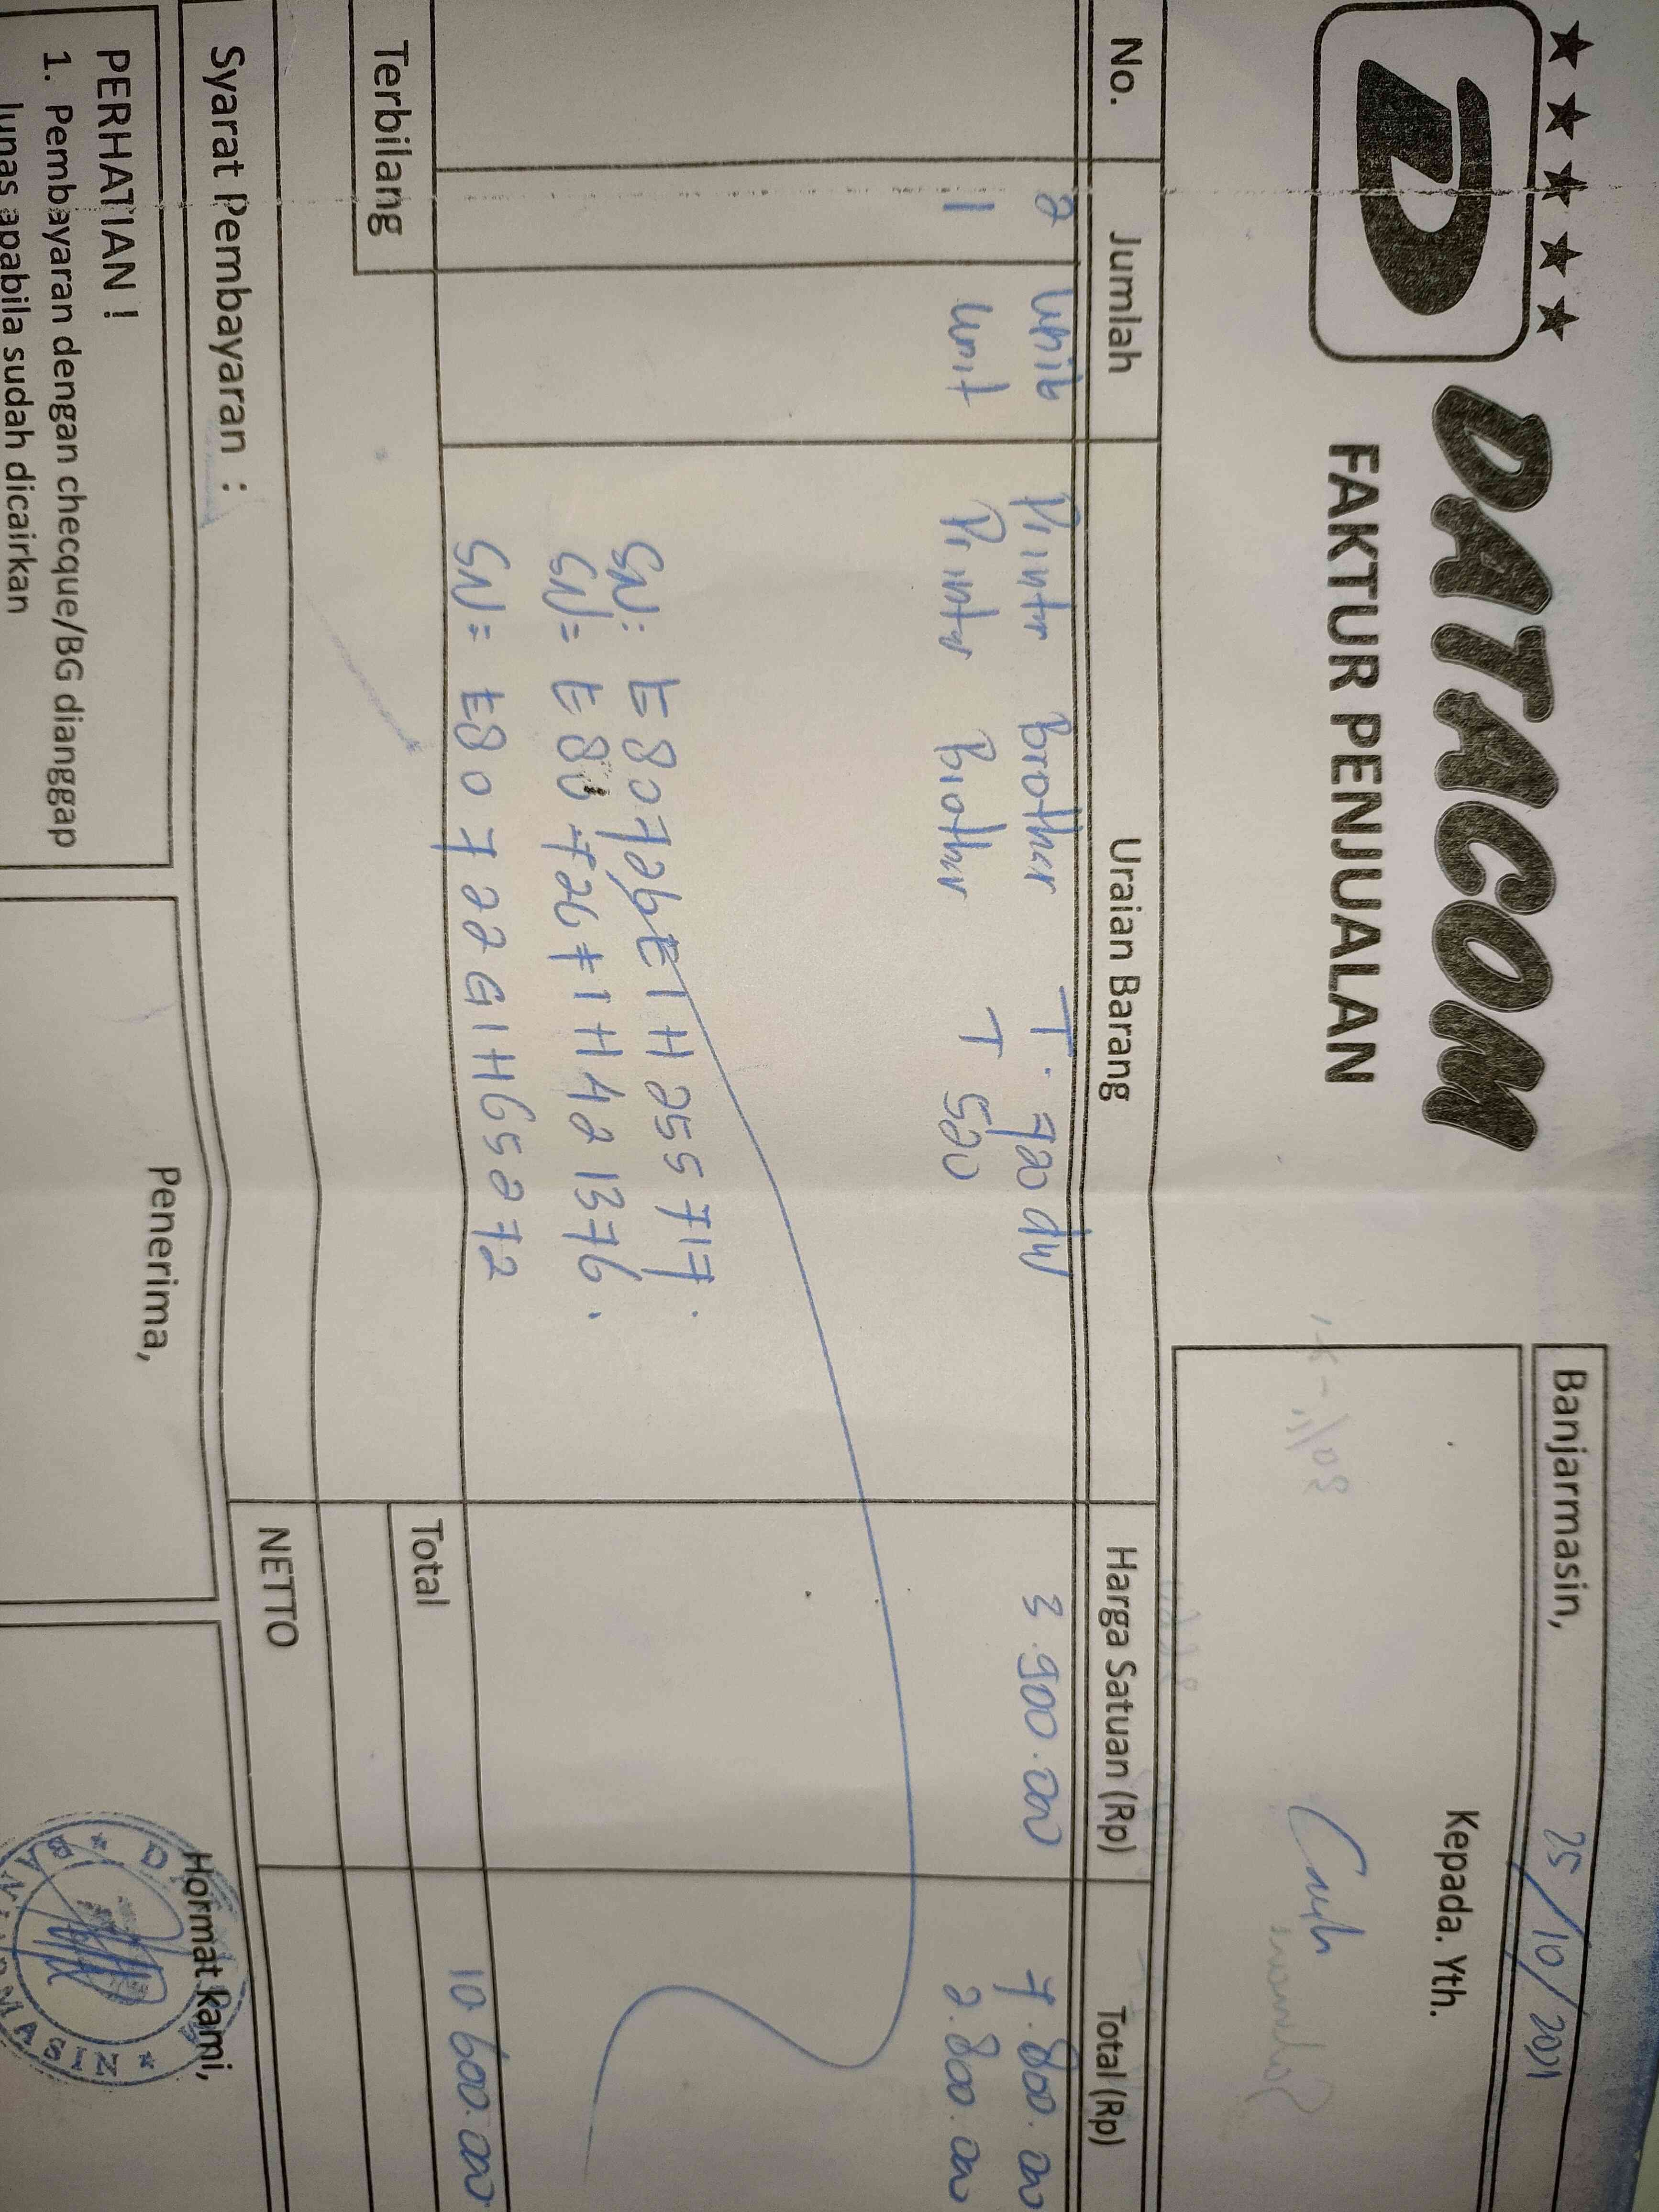 DATACOM
FAKTUR PENJUALAN
Banjarmasin, 25/10/2021
Kepada. Yth.
Cash
No. Jumlah Uraian Barang Harga Satuan (Rp) Total (Rp)
2 Unit Printer Brother T. 720 dw 3.900.000 7.800.000
1 Unit Printer Brother T 520 2.800.000
SN: E80726E1H255717.
SN= E80726F1H421376.
SN= E80722G1H65272
Terbilang
Total 10.600.000
NETTO
Syarat Pembayaran :
PERHATIAN !
1. Pembayaran dengan checque/BG dianggap
lunas apabila sudah dicairkan
Penerima,
Hormat Kami,